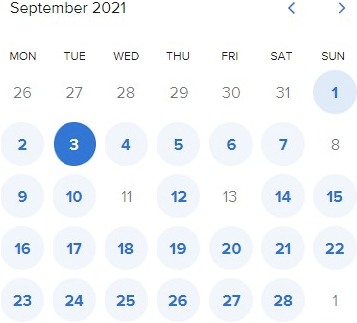 September 2021
MON TUE WED THU FRI SAT SUN
26 27 28 29 30 31 1
2 3 4 5 6 7 8
9 10 11 12 13 14 15
16 17 18 19 20 21 22
23 24 25 26 27 28 1